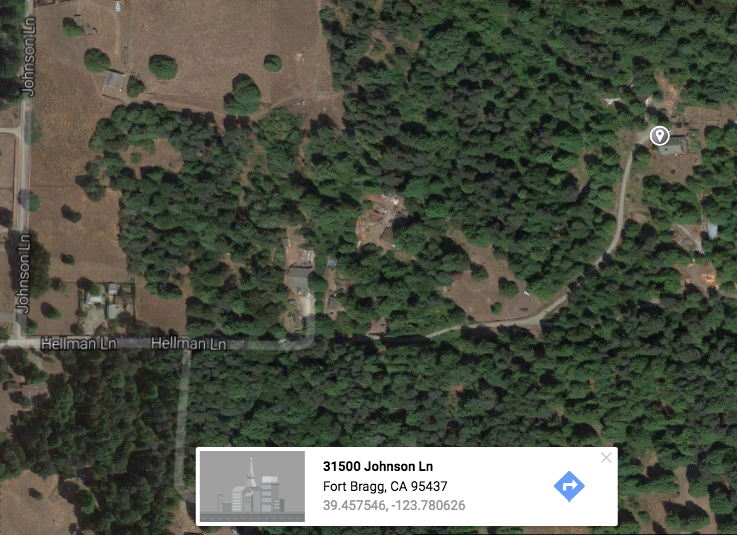 Johnson Ln
Johnson Ln
Hellman Ln
Hellman Ln
31500 Johnson Ln
Fort Bragg, CA 95437
39.457546, -123.780626